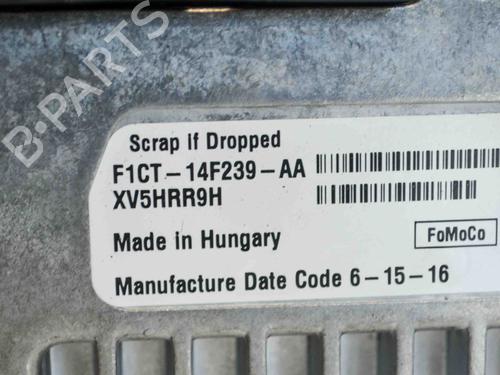 B-PARTS
Scrap if Dropped
F1CT-14F239-AA
XV5HRR9H
Made in Hungary
FoMoCo
Manufacture Date Code 6-15-16